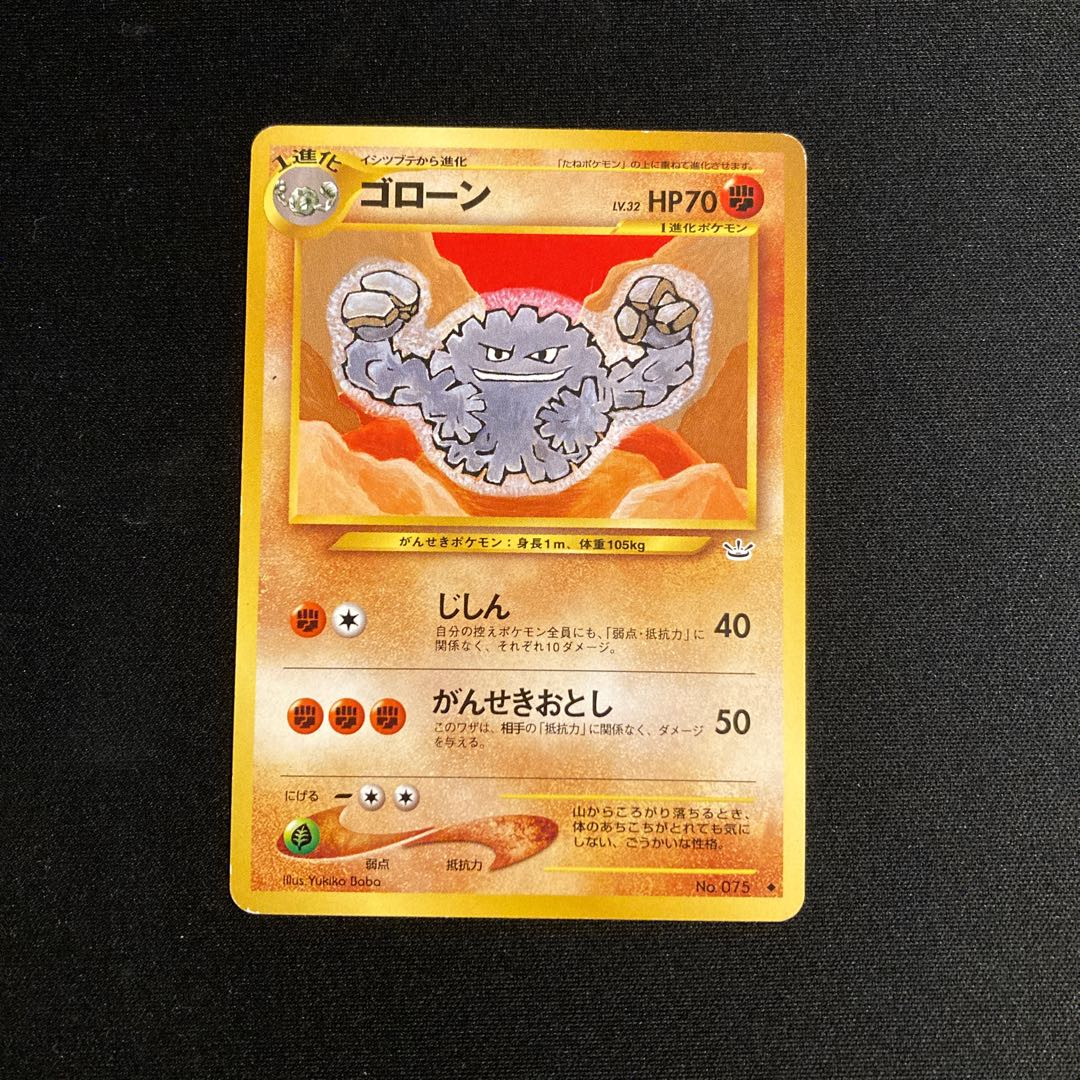 1進化
イシツブテから進化
「たねポケモン」の上に重ねて進化させます。
ゴローン
LV.32 HP70
1進化ポケモン
がんせきポケモン：身長1m、体重105kg
じしん
40
自分の控えポケモン全員にも、「弱点・抵抗力」に
関係なく、それぞれ10ダメージ。
がんせきおとし
50
このワザは、相手の「抵抗力」に関係なく、ダメージ
を与える。
にげる
弱点
抵抗力
山からころがり落ちるとき、
体のあちこちがとれても気に
しない、ごうかいな性格。
Illus. Yukiko Baba
No. 075